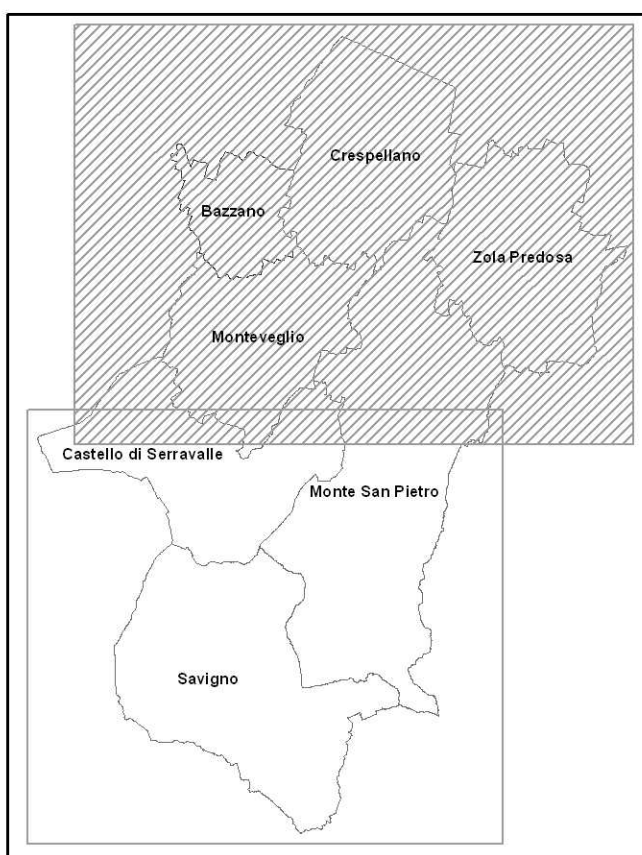 Crespellano
Bazzano
Zola Predosa
Monteveglio
Castello di Serravalle
Monte San Pietro
Savigno